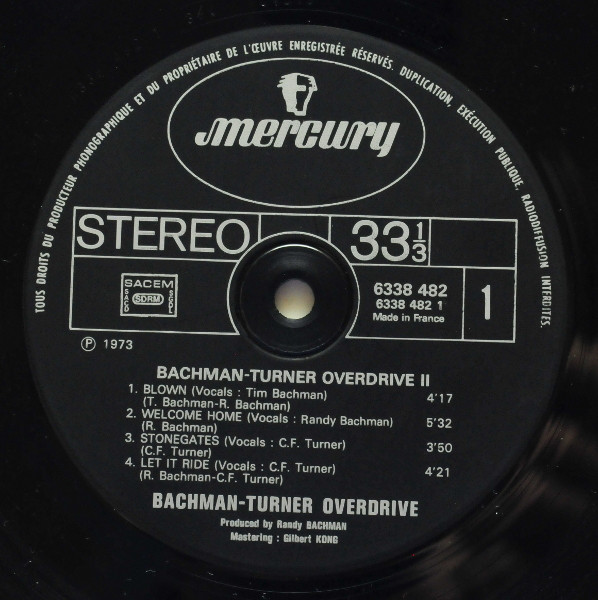 TOUS DROITS DU PRODUCTEUR PHONOGRAPHIQUE ET DU PROPRIÉTAIRE DE L'ŒUVRE ENREGISTRÉE RÉSERVÉS. DUPLICATION, EXÉCUTION PUBLIQUE, RADIODIFFUSION INTERDITES.
mercury
STEREO 33 1/3
SACEM
SACD SDRM SGDL
6338 482
6338 482 1
Made in France
1
℗ 1973
BACHMAN-TURNER OVERDRIVE II
1. BLOWN (Vocals : Tim Bachman) 4'17
(T. Bachman-R. Bachman)
2. WELCOME HOME (Vocals : Randy Bachman) 5'32
(R. Bachman)
3. STONEGATES (Vocals : C.F. Turner) 3'50
(C.F. Turner)
4. LET IT RIDE (Vocals : C.F. Turner) 4'21
(R. Bachman-C.F. Turner)
BACHMAN-TURNER OVERDRIVE
Produced by Randy BACHMAN
Mastering : Gilbert KONG